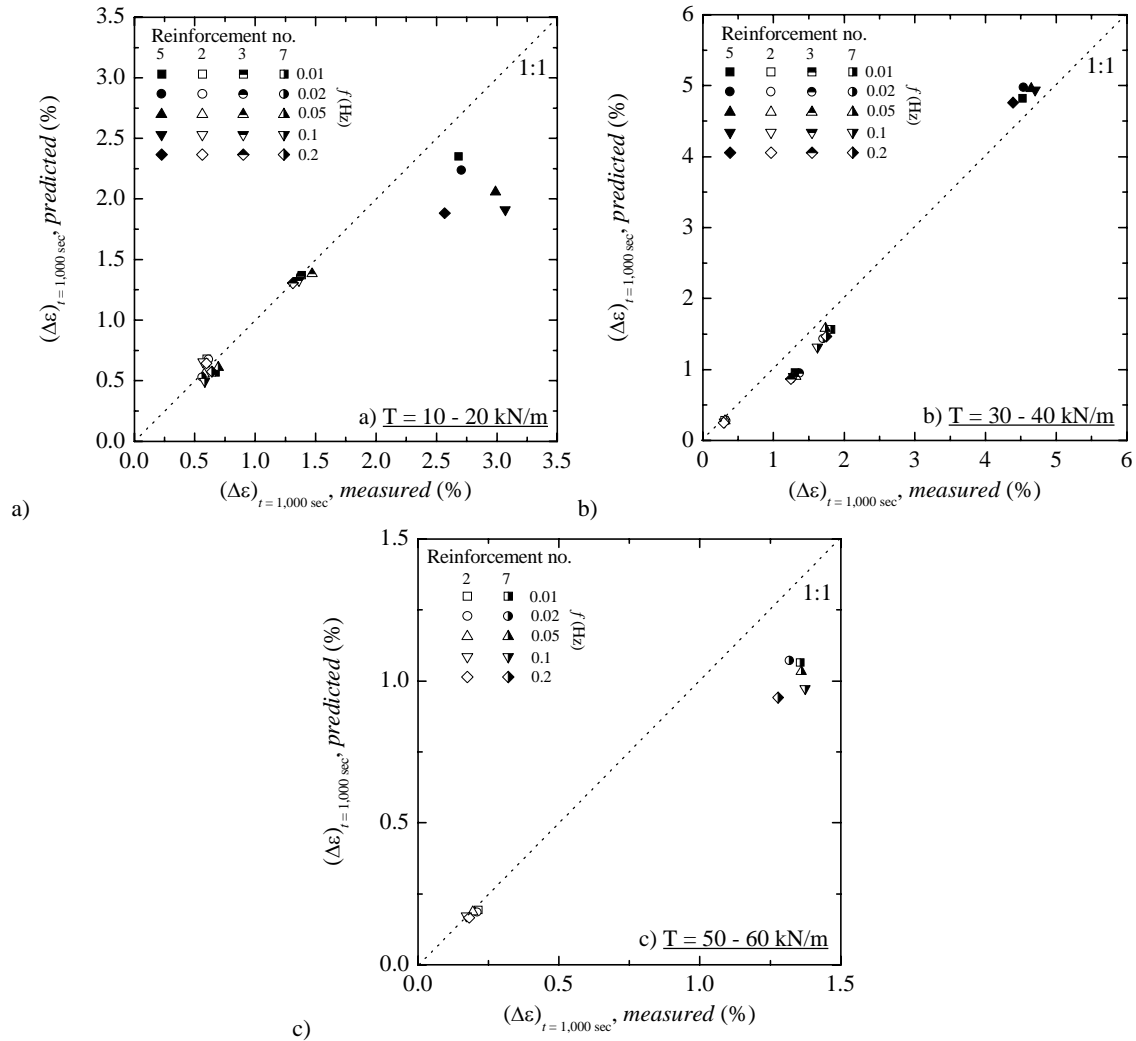 3.5
3.0
2.5
2.0
1.5
1.0
0.5
0.0
0.0 0.5 1.0 1.5 2.0 2.5 3.0 3.5
Reinforcement no.
5 2 3 7
0.01
0.02
0.05
0.1
0.2
f (Hz)
1:1
(Δε)t = 1,000 sec, predicted (%)
a) T = 10 - 20 kN/m
(Δε)t = 1,000 sec, measured (%)
a)
6
5
4
3
2
1
0
0 1 2 3 4 5 6
Reinforcement no.
5 2 3 7
0.01
0.02
0.05
0.1
0.2
f (Hz)
1:1
(Δε)t = 1,000 sec, predicted (%)
b) T = 30 - 40 kN/m
(Δε)t = 1,000 sec, measured (%)
b)
1.5
1.0
0.5
0.0
0.0 0.5 1.0 1.5
Reinforcement no.
2 7
0.01
0.02
0.05
0.1
0.2
f (Hz)
1:1
(Δε)t = 1,000 sec, predicted (%)
c) T = 50 - 60 kN/m
(Δε)t = 1,000 sec, measured (%)
c)